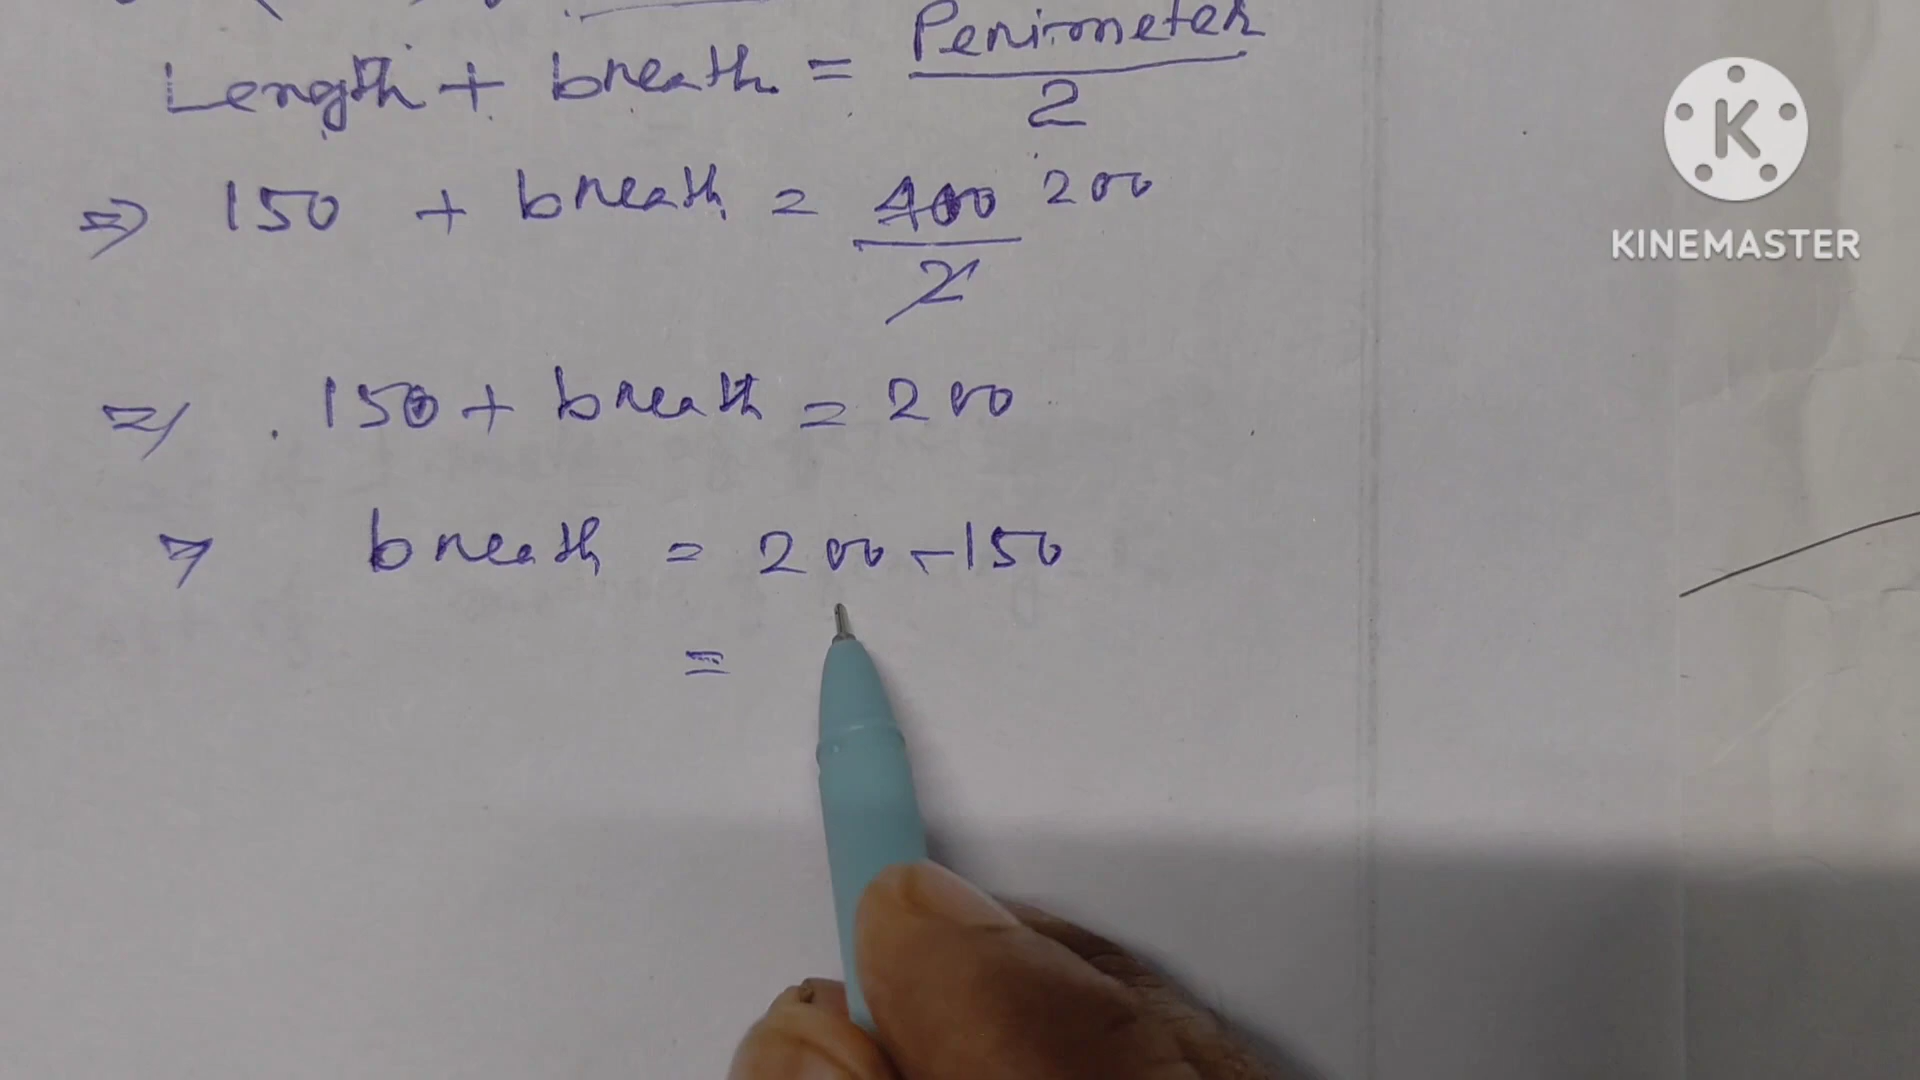 Length + breath = Perimeter / 2
⇒ 150 + breath = 400 / 2 200
⇒ 150 + breath = 200
⇒ breath = 200 - 150
=
K
KINEMASTER